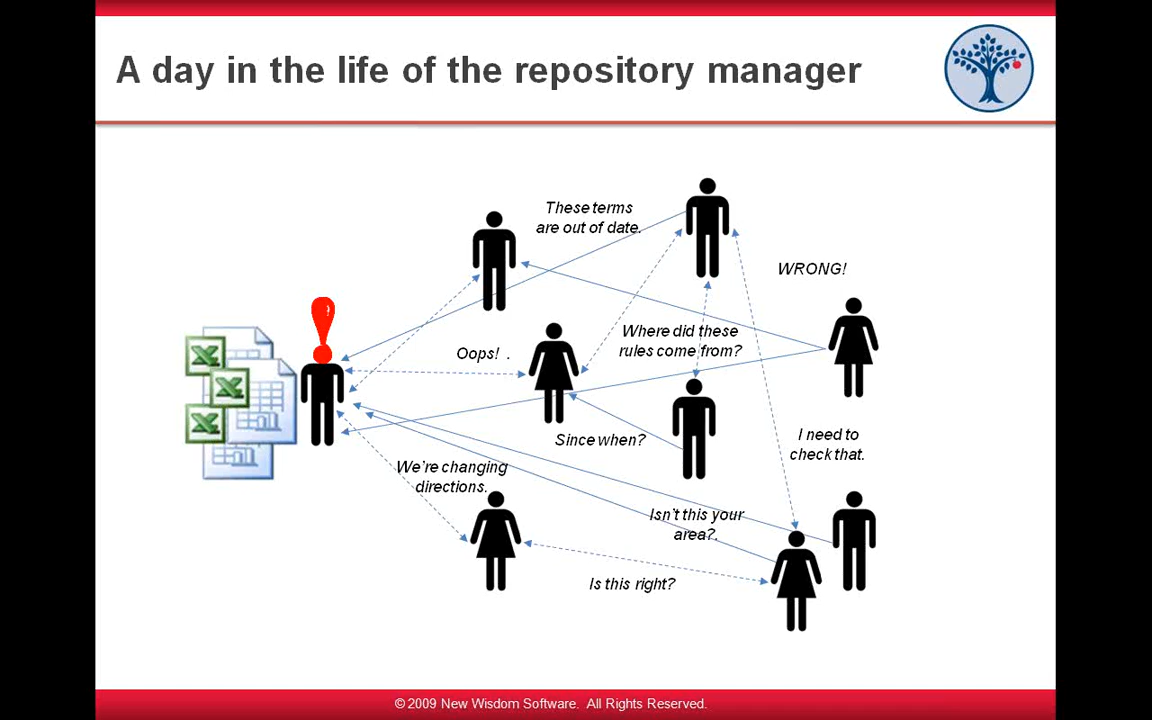 A day in the life of the repository manager
These terms
are out of date.
WRONG!
Where did these
rules come from?
Oops! .
Since when?
I need to
check that.
We're changing
directions.
Isn't this your
area?.
Is this right?
© 2009 New Wisdom Software. All Rights Reserved.